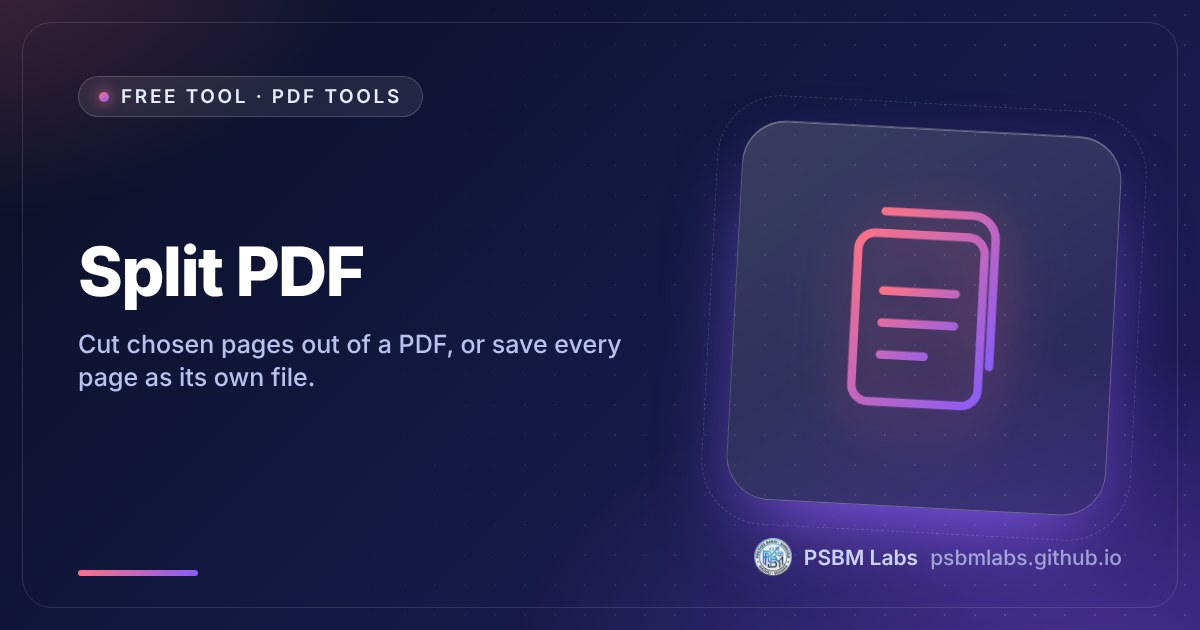 FREE TOOL · PDF TOOLS
Split PDF
Cut chosen pages out of a PDF, or save every
page as its own file.
PSBM Labs psbmlabs.github.io